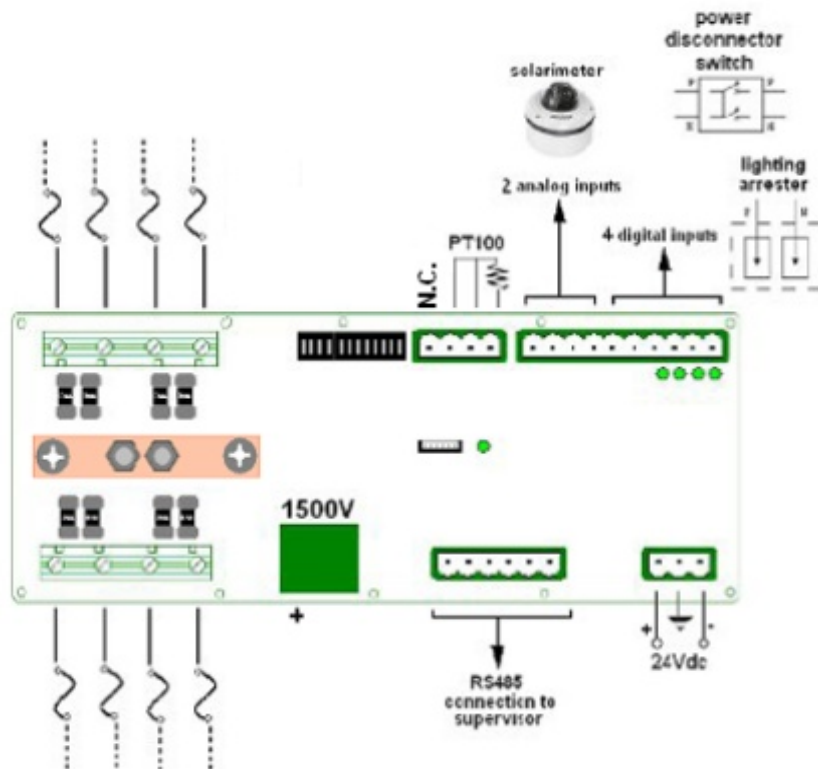 power
disconnector
switch
solarimeter
P P
N N
2 analog inputs
lighting
arrester
P N
PT100
4 digital inputs
N.C.
1500V
+
+ -
24Vdc
RS485
connection to
supervisor